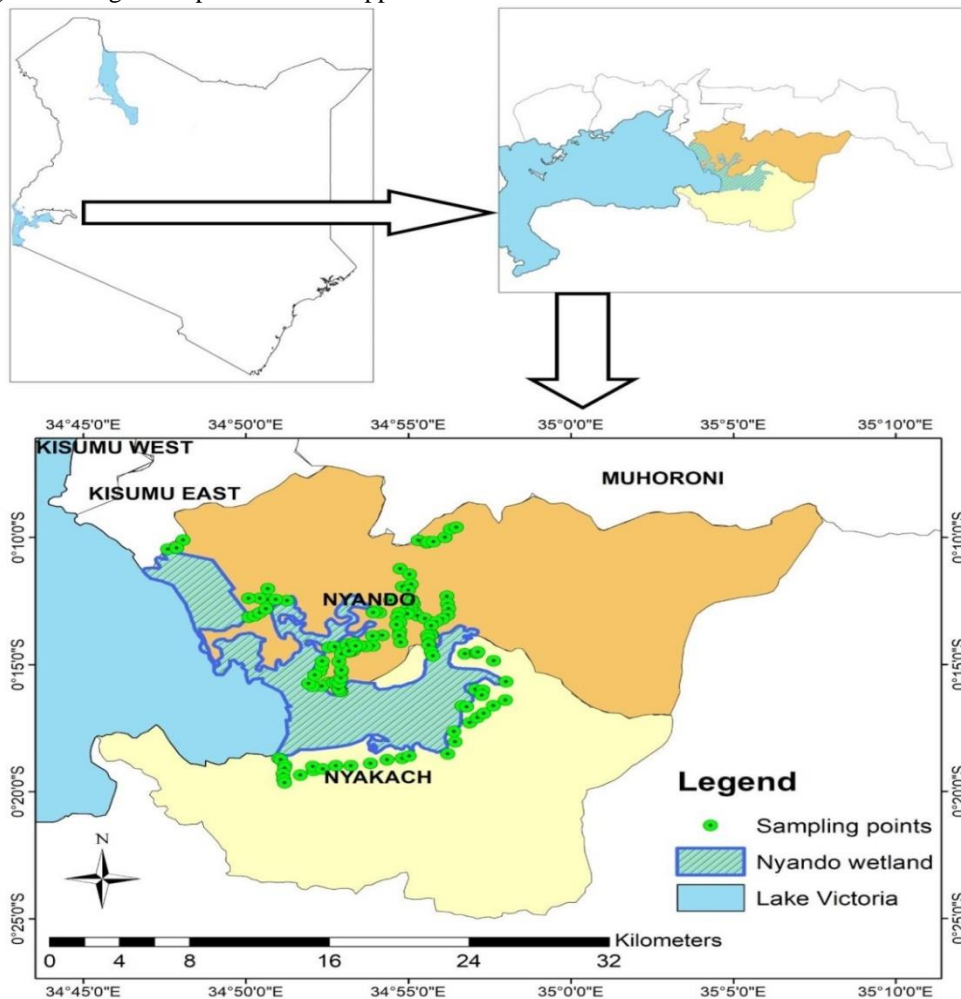 34°45'0"E 34°50'0"E 34°55'0"E 35°0'0"E 35°5'0"E 35°10'0"E
KISUMU WEST
MUHORONI
KISUMU EAST
0°10'0"S 0°10'0"S
NYANDO
0°15'0"S 0°15'0"S
NYAKACH
Legend
0°20'0"S 0°20'0"S
Sampling points
N
Nyando wetland
Lake Victoria
0°25'0"S 0°25'0"S
Kilometers
0 4 8 16 24 32
34°45'0"E 34°50'0"E 34°55'0"E 35°0'0"E 35°5'0"E 35°10'0"E